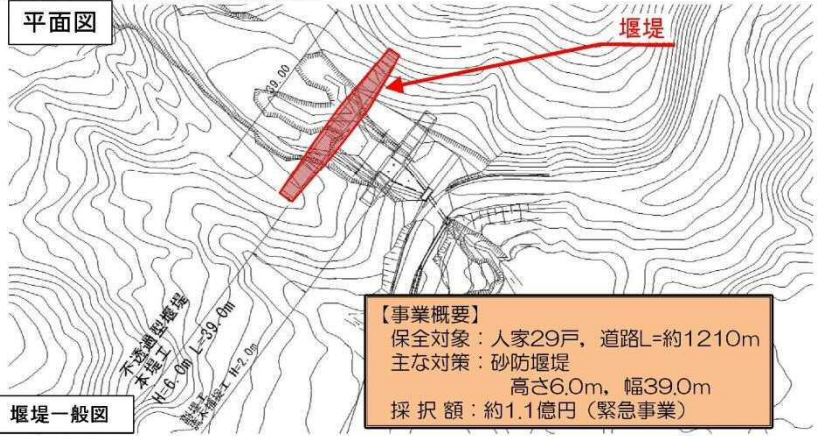 平面図
堰堤
39.00
不透過型堰堤
本堤工
H=6.0m L=39.0m
H=2.0m
【事業概要】
保全対象：人家29戸，道路L=約1210m
主な対策：砂防堰堤
高さ6.0m，幅39.0m
採択額：約1.1億円（緊急事業）
堰堤一般図